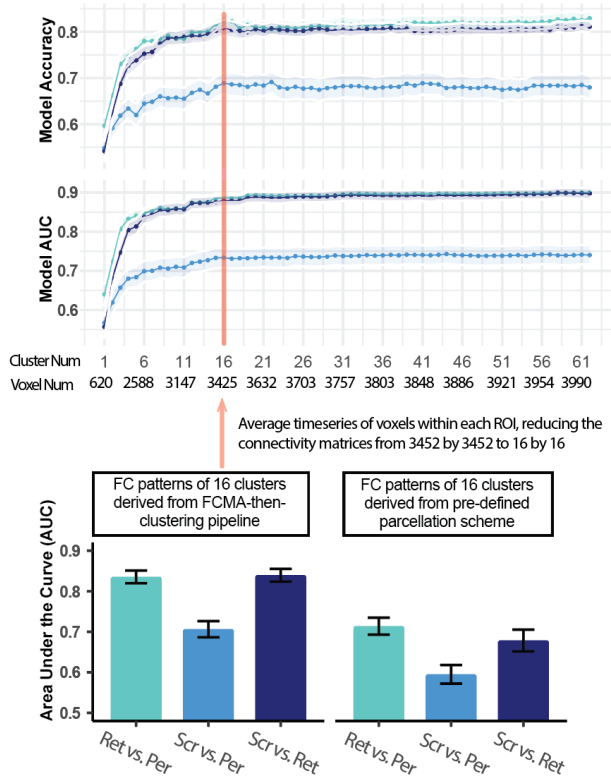 Model Accuracy
0.8
0.7
0.6
Model AUC
0.9
0.8
0.7
0.6
Cluster Num 1 6 11 16 21 26 31 36 41 46 51 56 61
Voxel Num 620 2588 3147 3425 3632 3703 3757 3803 3848 3886 3921 3954 3990
Average timeseries of voxels within each ROI, reducing the
connectivity matrices from 3452 by 3452 to 16 by 16
FC patterns of 16 clusters
derived from FCMA-then-
clustering pipeline
FC patterns of 16 clusters
derived from pre-defined
parcellation scheme
Area Under the Curve (AUC)
0.9
0.8
0.7
0.6
0.5
Ret vs. Per
Scr vs. Per
Scr vs. Ret
Ret vs. Per
Scr vs. Per
Scr vs. Ret